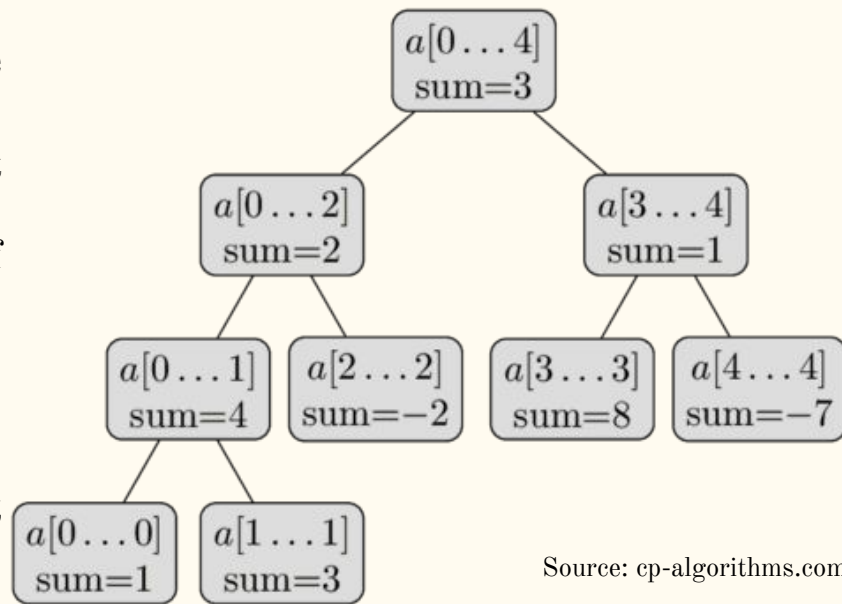 a[0...4]
sum=3
a[0...2]
sum=2
a[3...4]
sum=1
a[0...1]
sum=4
a[2...2]
sum=−2
a[3...3]
sum=8
a[4...4]
sum=−7
a[0...0]
sum=1
a[1...1]
sum=3
Source: cp-algorithms.com